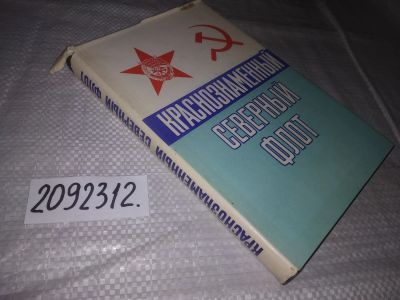 КРАСНОЗНАМЕННЫЙ
СЕВЕРНЫЙ
ФЛОТ
КРАСНОЗНАМЕННЫЙ СЕВЕРНЫЙ ФЛОТ
2092312.